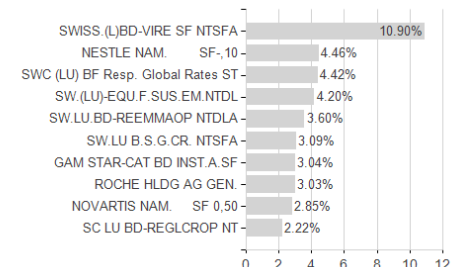 SWISS.(L)BD-VIRE SF NTSFA 10.90%
NESTLE NAM. SF-,10 4.46%
SWC (LU) BF Resp. Global Rates ST 4.42%
SW.(LU)-EQU.F.SUS.EM.NTDL 4.20%
SW.LU.BD-REEMMAOP NTDLA 3.60%
SW.LU B.S.G.CR. NTSFA 3.09%
GAM STAR-CAT BD INST.A.SF 3.04%
ROCHE HLDG AG GEN. 3.03%
NOVARTIS NAM. SF 0,50 2.85%
SC LU BD-REGLCROP NT 2.22%
0 2 4 6 8 10 12